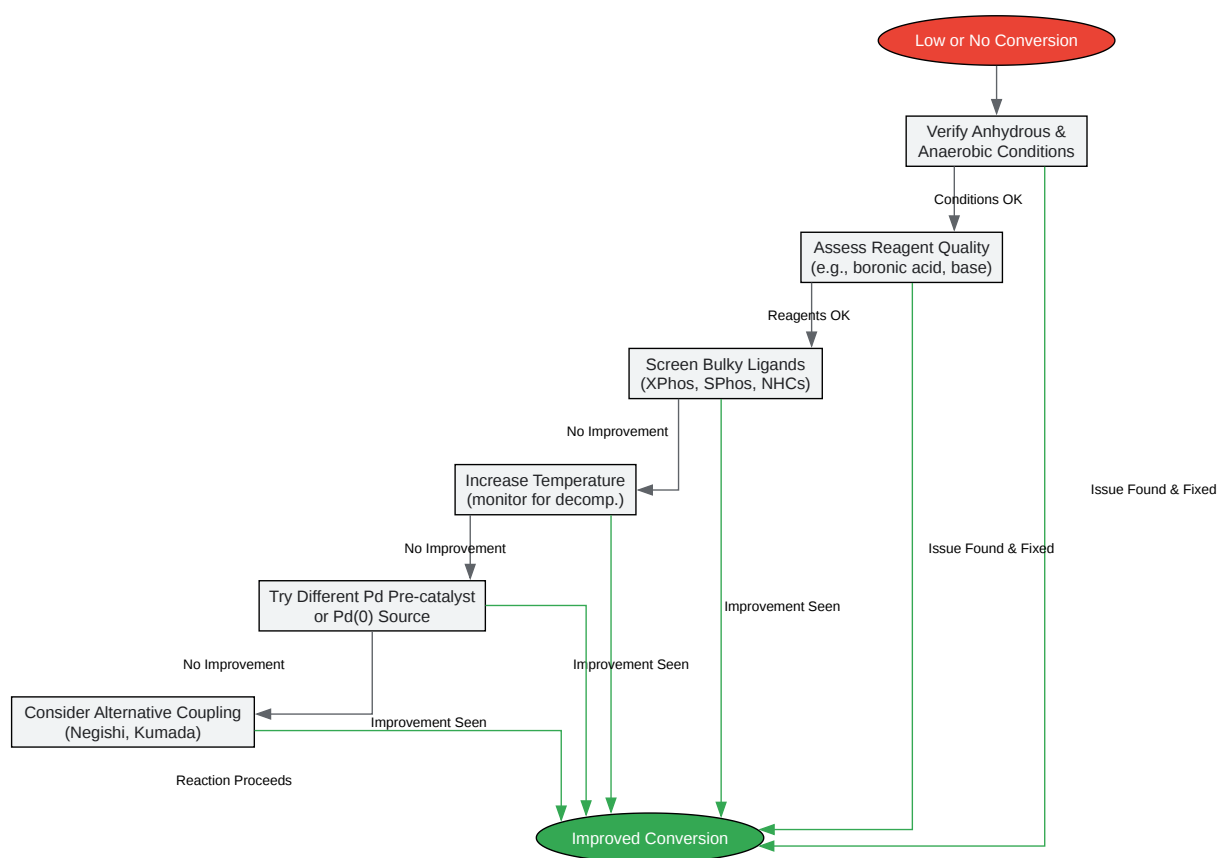 Low or No Conversion
Verify Anhydrous &
Anaerobic Conditions
Conditions OK
Assess Reagent Quality
(e.g., boronic acid, base)
Reagents OK
Screen Bulky Ligands
(XPhos, SPhos, NHCs)
No Improvement
Increase Temperature
(monitor for decomp.)
Issue Found & Fixed
No Improvement
Issue Found & Fixed
Try Different Pd Pre-catalyst
or Pd(0) Source
Improvement Seen
No Improvement
Improvement Seen
Consider Alternative Coupling
(Negishi, Kumada)
Improvement Seen
Reaction Proceeds
Improved Conversion